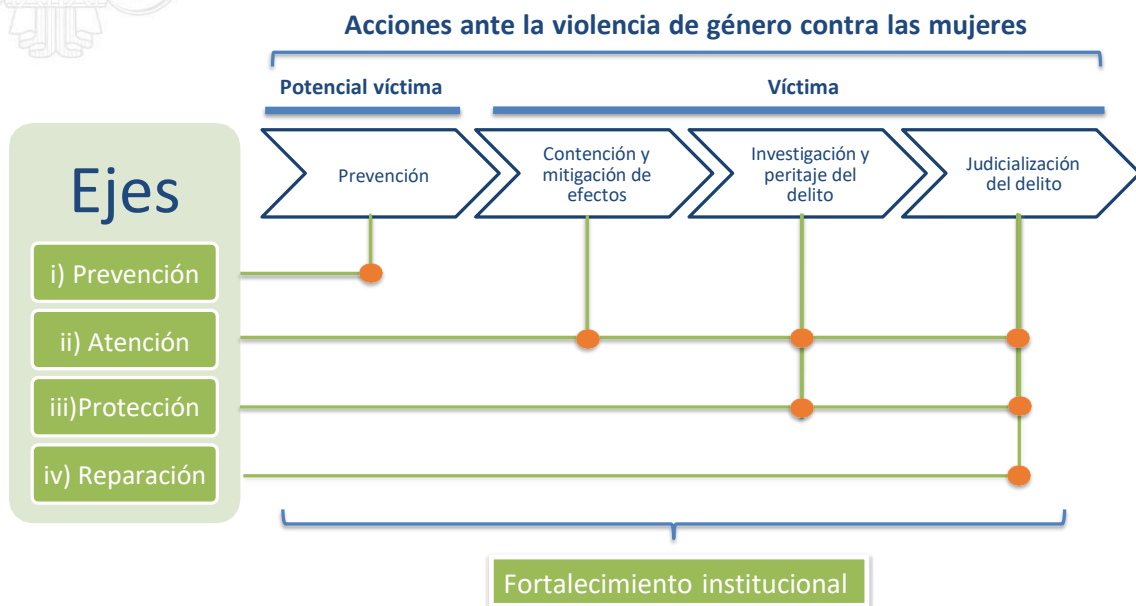 Acciones ante la violencia de género contra las mujeres
Potencial víctima
Víctima
Prevención
Contención y
mitigación de
efectos
Investigación y
peritaje del
delito
Judicialización
del delito
Ejes
i) Prevención
ii) Atención
iii)Protección
iv) Reparación
Fortalecimiento institucional